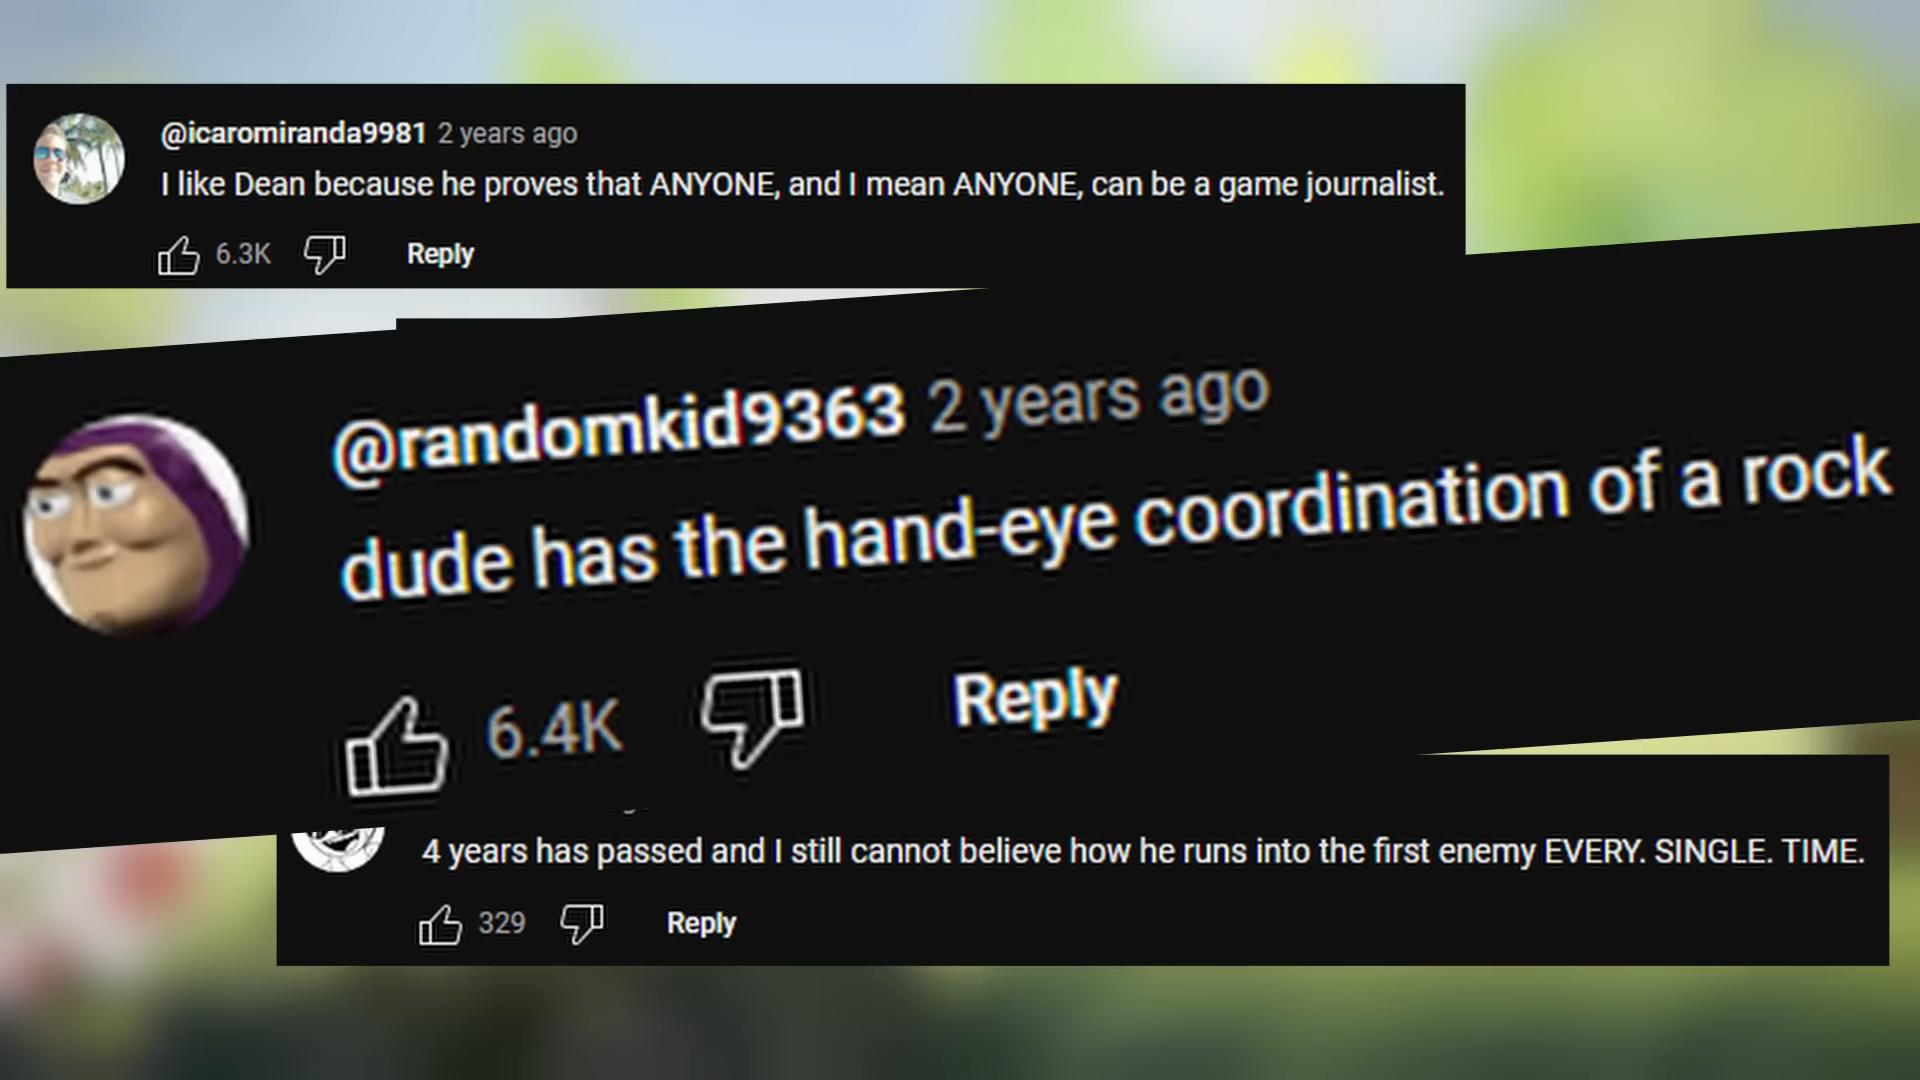 @icaromiranda9981 2 years ago
I like Dean because he proves that ANYONE, and I mean ANYONE, can be a game journalist.
6.3K Reply
@randomkid9363 2 years ago
dude has the hand-eye coordination of a rock
6.4K Reply
4 years has passed and I still cannot believe how he runs into the first enemy EVERY. SINGLE. TIME.
329 Reply